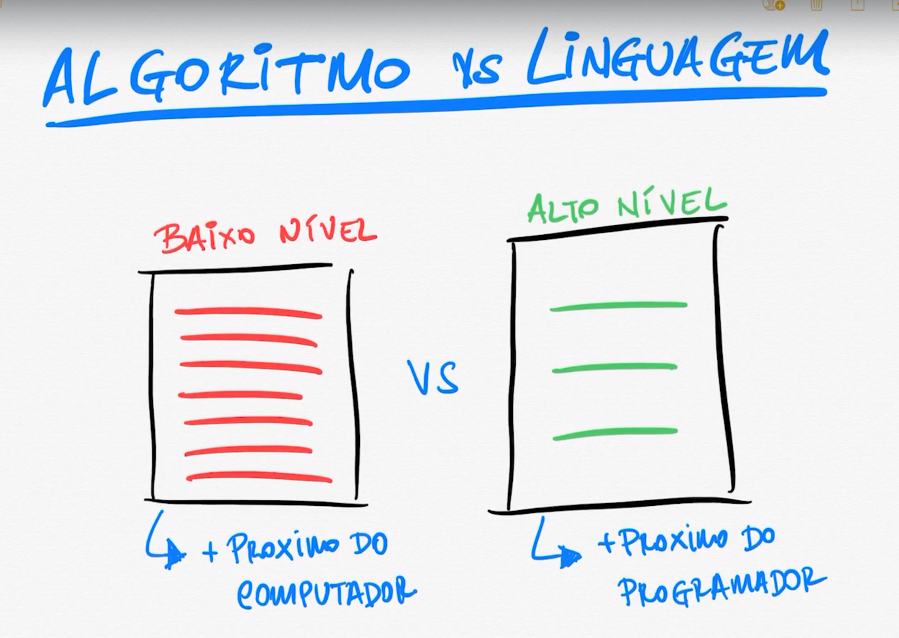 ALGORITMO vs LINGUAGEM
BAIXO NÍVEL
ALTO NÍVEL
VS
+ PROXIMO DO
COMPUTADOR
+ PROXIMO DO
PROGRAMADOR